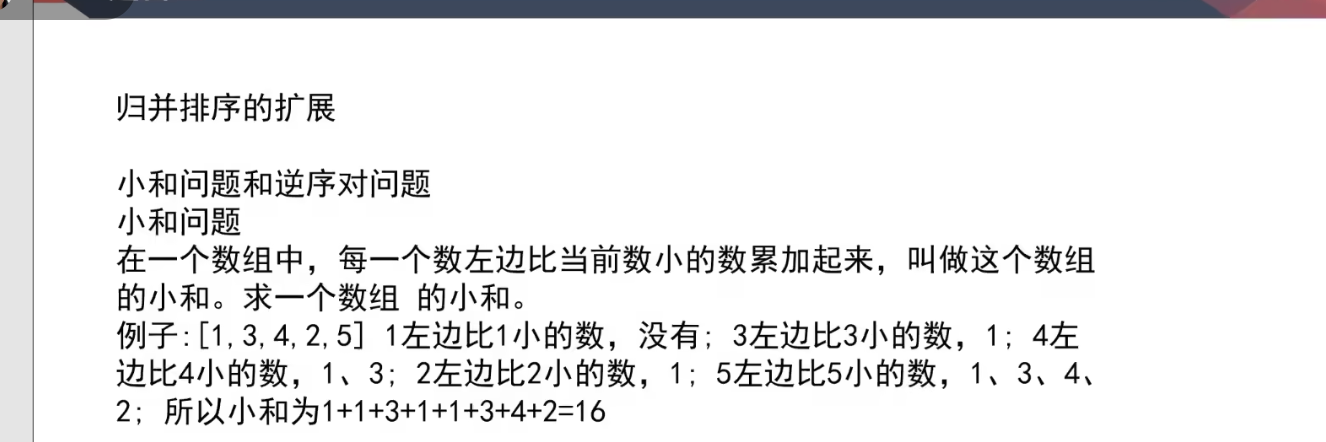 归并排序的扩展
小和问题和逆序对问题
小和问题
在一个数组中，每一个数左边比当前数小的数累加起来，叫做这个数组
的小和。求一个数组 的小和。
例子:[1,3,4,2,5] 1左边比1小的数，没有; 3左边比3小的数，1; 4左
边比4小的数，1、3; 2左边比2小的数，1; 5左边比5小的数，1、3、4、
2; 所以小和为1+1+3+1+1+3+4+2=16